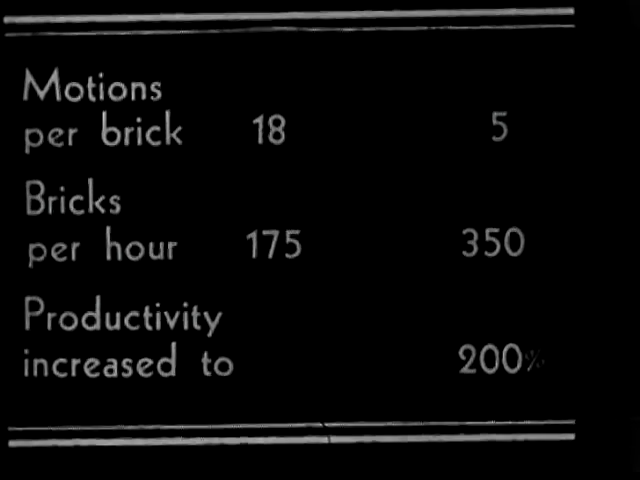 Motions
per brick 18 5
Bricks
per hour 175 350
Productivity
increased to 200%